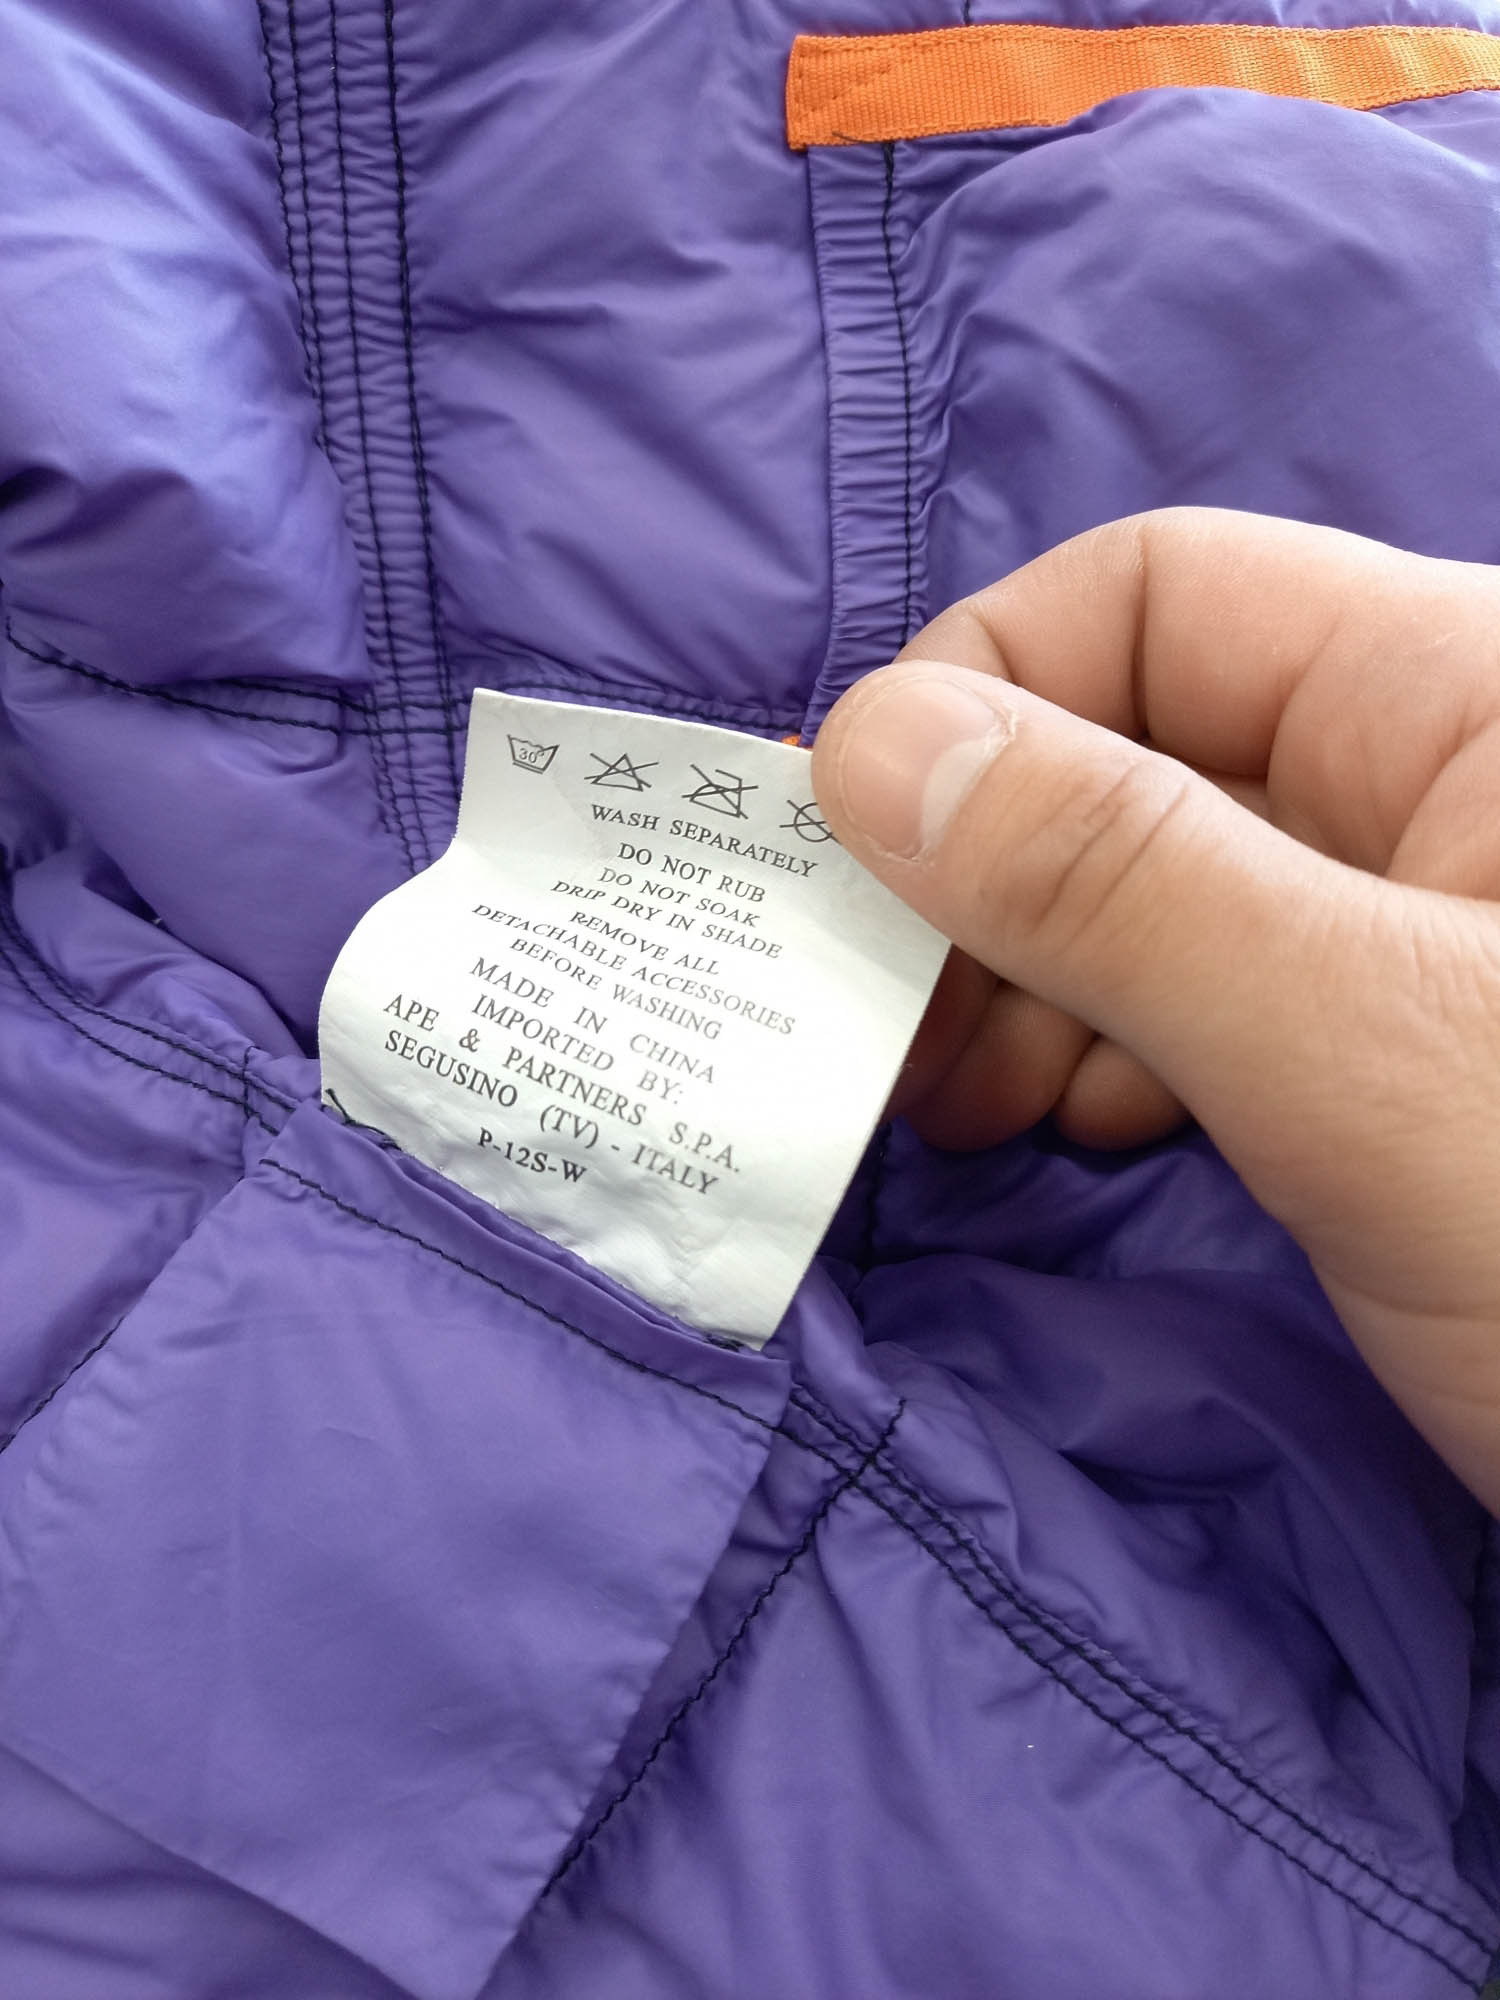 30°
WASH SEPARATELY
DO NOT RUB
DO NOT SOAK
DRIP DRY IN SHADE
REMOVE ALL
DETACHABLE ACCESSORIES
BEFORE WASHING
MADE IN CHINA
IMPORTED BY:
APE & PARTNERS S.P.A.
SEGUSINO (TV) - ITALY
P-12S-W